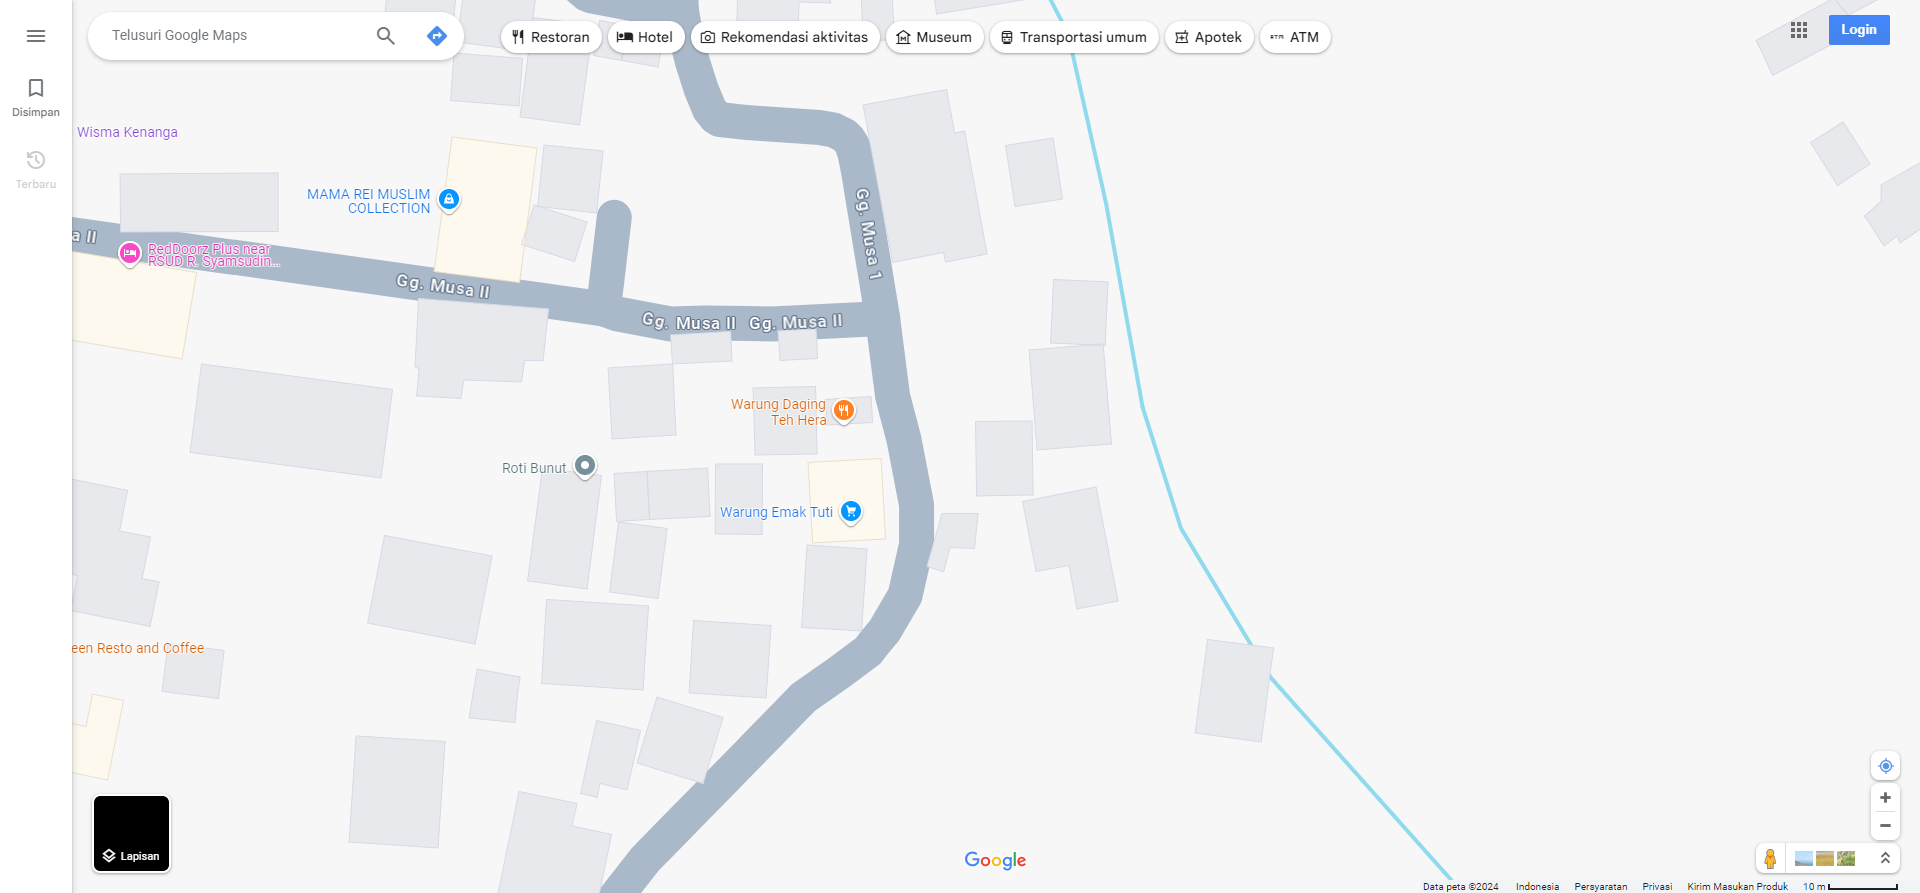 Telusuri Google Maps
Restoran
Hotel
Rekomendasi aktivitas
Museum
Transportasi umum
Apotek
ATM
Login
Disimpan
Terbaru
Wisma Kenanga
MAMA REI MUSLIM
COLLECTION
a II
RedDoorz Plus near
RSUD R. Syamsudin...
Gg. Musa II
Gg. Musa 1
Gg. Musa II
Gg. Musa II
Warung Daging
Teh Hera
Roti Bunut
Warung Emak Tuti
een Resto and Coffee
Lapisan
Google
Data peta ©2024
Indonesia
Persyaratan
Privasi
Kirim Masukan Produk
10 m